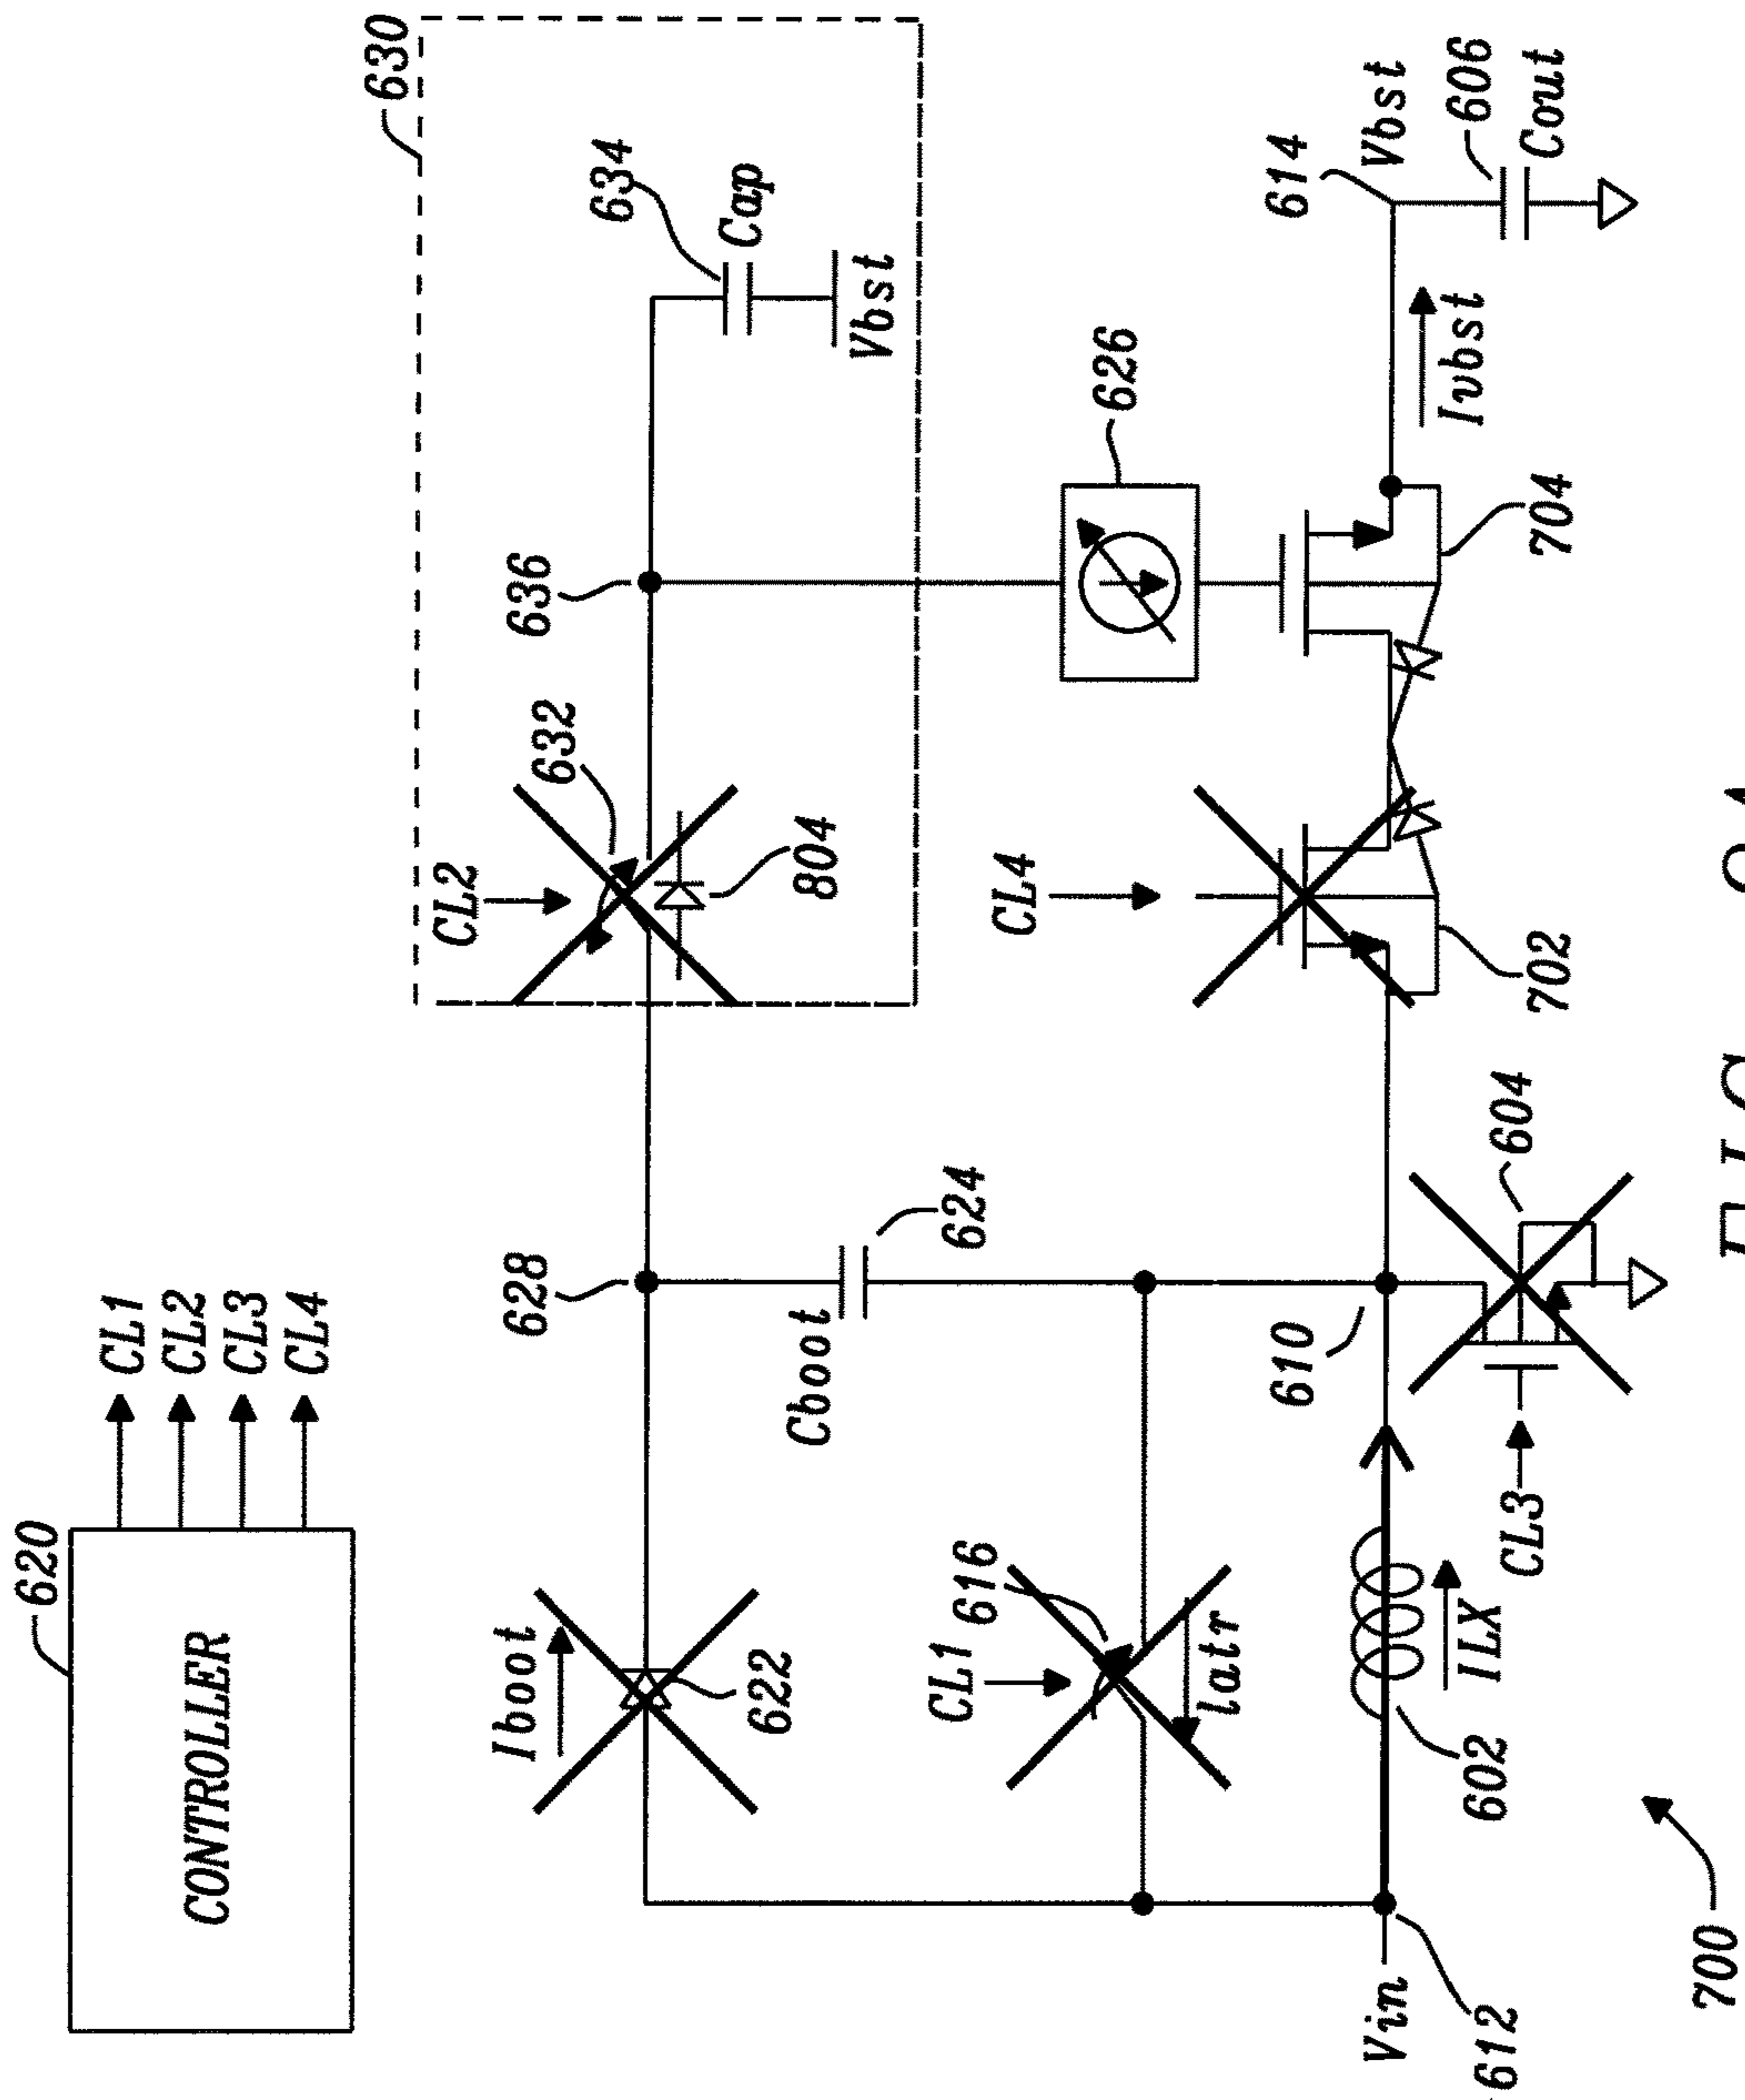 620
CONTROLLER
CL1
CL2
CL3
CL4
630
634
Cap
Vbst
636
632
CL2
804
628
Iboot
622
Cboot
624
626
CL4
702
704
614
Vbst
606
Cout
Ivbst
CL1
616
latr
610
604
CL3
ILX
602
Vin
612
700